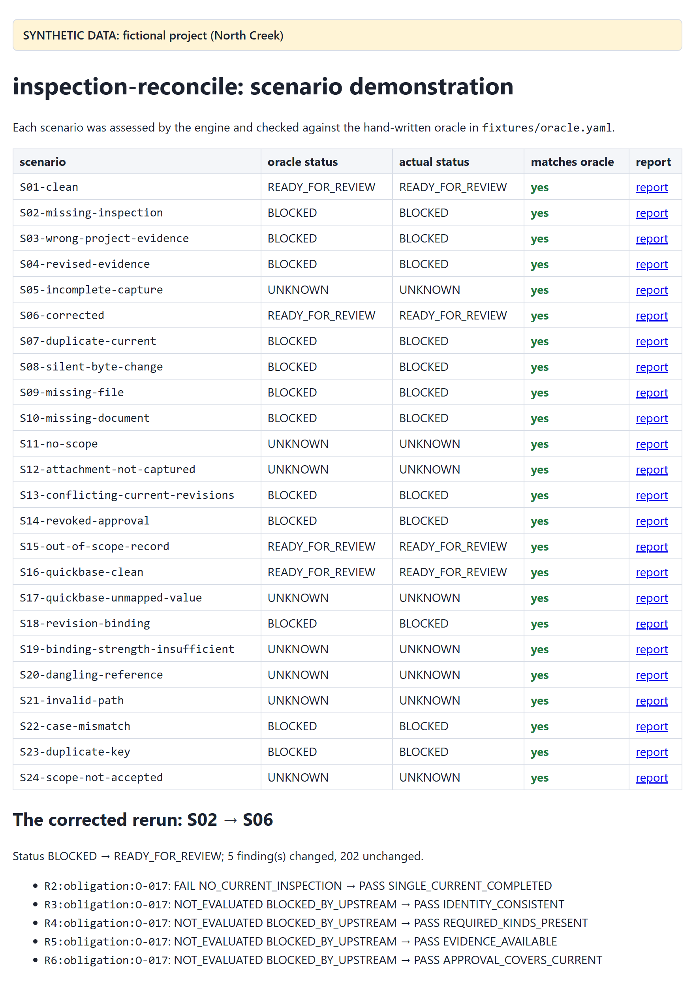 SYNTHETIC DATA: fictional project (North Creek)
inspection-reconcile: scenario demonstration
Each scenario was assessed by the engine and checked against the hand-written oracle in fixtures/oracle.yaml.
scenario oracle status actual status matches oracle report
S01-clean READY_FOR_REVIEW READY_FOR_REVIEW yes report
S02-missing-inspection BLOCKED BLOCKED yes report
S03-wrong-project-evidence BLOCKED BLOCKED yes report
S04-revised-evidence BLOCKED BLOCKED yes report
S05-incomplete-capture UNKNOWN UNKNOWN yes report
S06-corrected READY_FOR_REVIEW READY_FOR_REVIEW yes report
S07-duplicate-current BLOCKED BLOCKED yes report
S08-silent-byte-change BLOCKED BLOCKED yes report
S09-missing-file BLOCKED BLOCKED yes report
S10-missing-document BLOCKED BLOCKED yes report
S11-no-scope UNKNOWN UNKNOWN yes report
S12-attachment-not-captured UNKNOWN UNKNOWN yes report
S13-conflicting-current-revisions BLOCKED BLOCKED yes report
S14-revoked-approval BLOCKED BLOCKED yes report
S15-out-of-scope-record READY_FOR_REVIEW READY_FOR_REVIEW yes report
S16-quickbase-clean READY_FOR_REVIEW READY_FOR_REVIEW yes report
S17-quickbase-unmapped-value UNKNOWN UNKNOWN yes report
S18-revision-binding BLOCKED BLOCKED yes report
S19-binding-strength-insufficient UNKNOWN UNKNOWN yes report
S20-dangling-reference UNKNOWN UNKNOWN yes report
S21-invalid-path UNKNOWN UNKNOWN yes report
S22-case-mismatch BLOCKED BLOCKED yes report
S23-duplicate-key BLOCKED BLOCKED yes report
S24-scope-not-accepted UNKNOWN UNKNOWN yes report
The corrected rerun: S02 → S06
Status BLOCKED → READY_FOR_REVIEW; 5 finding(s) changed, 202 unchanged.
• R2:obligation:O-017: FAIL NO_CURRENT_INSPECTION → PASS SINGLE_CURRENT_COMPLETED
• R3:obligation:O-017: NOT_EVALUATED BLOCKED_BY_UPSTREAM → PASS IDENTITY_CONSISTENT
• R4:obligation:O-017: NOT_EVALUATED BLOCKED_BY_UPSTREAM → PASS REQUIRED_KINDS_PRESENT
• R5:obligation:O-017: NOT_EVALUATED BLOCKED_BY_UPSTREAM → PASS EVIDENCE_AVAILABLE
• R6:obligation:O-017: NOT_EVALUATED BLOCKED_BY_UPSTREAM → PASS APPROVAL_COVERS_CURRENT